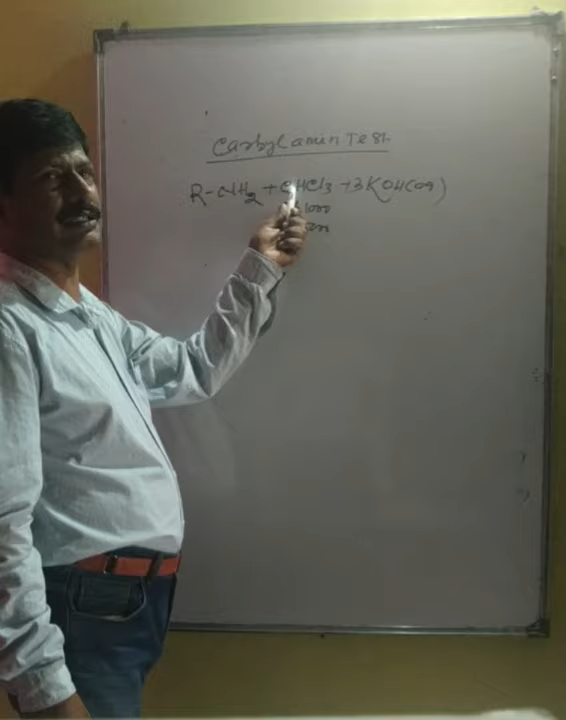 Carbylamin Test
R-NH2 + CHCl3 + 3KOH(aq)